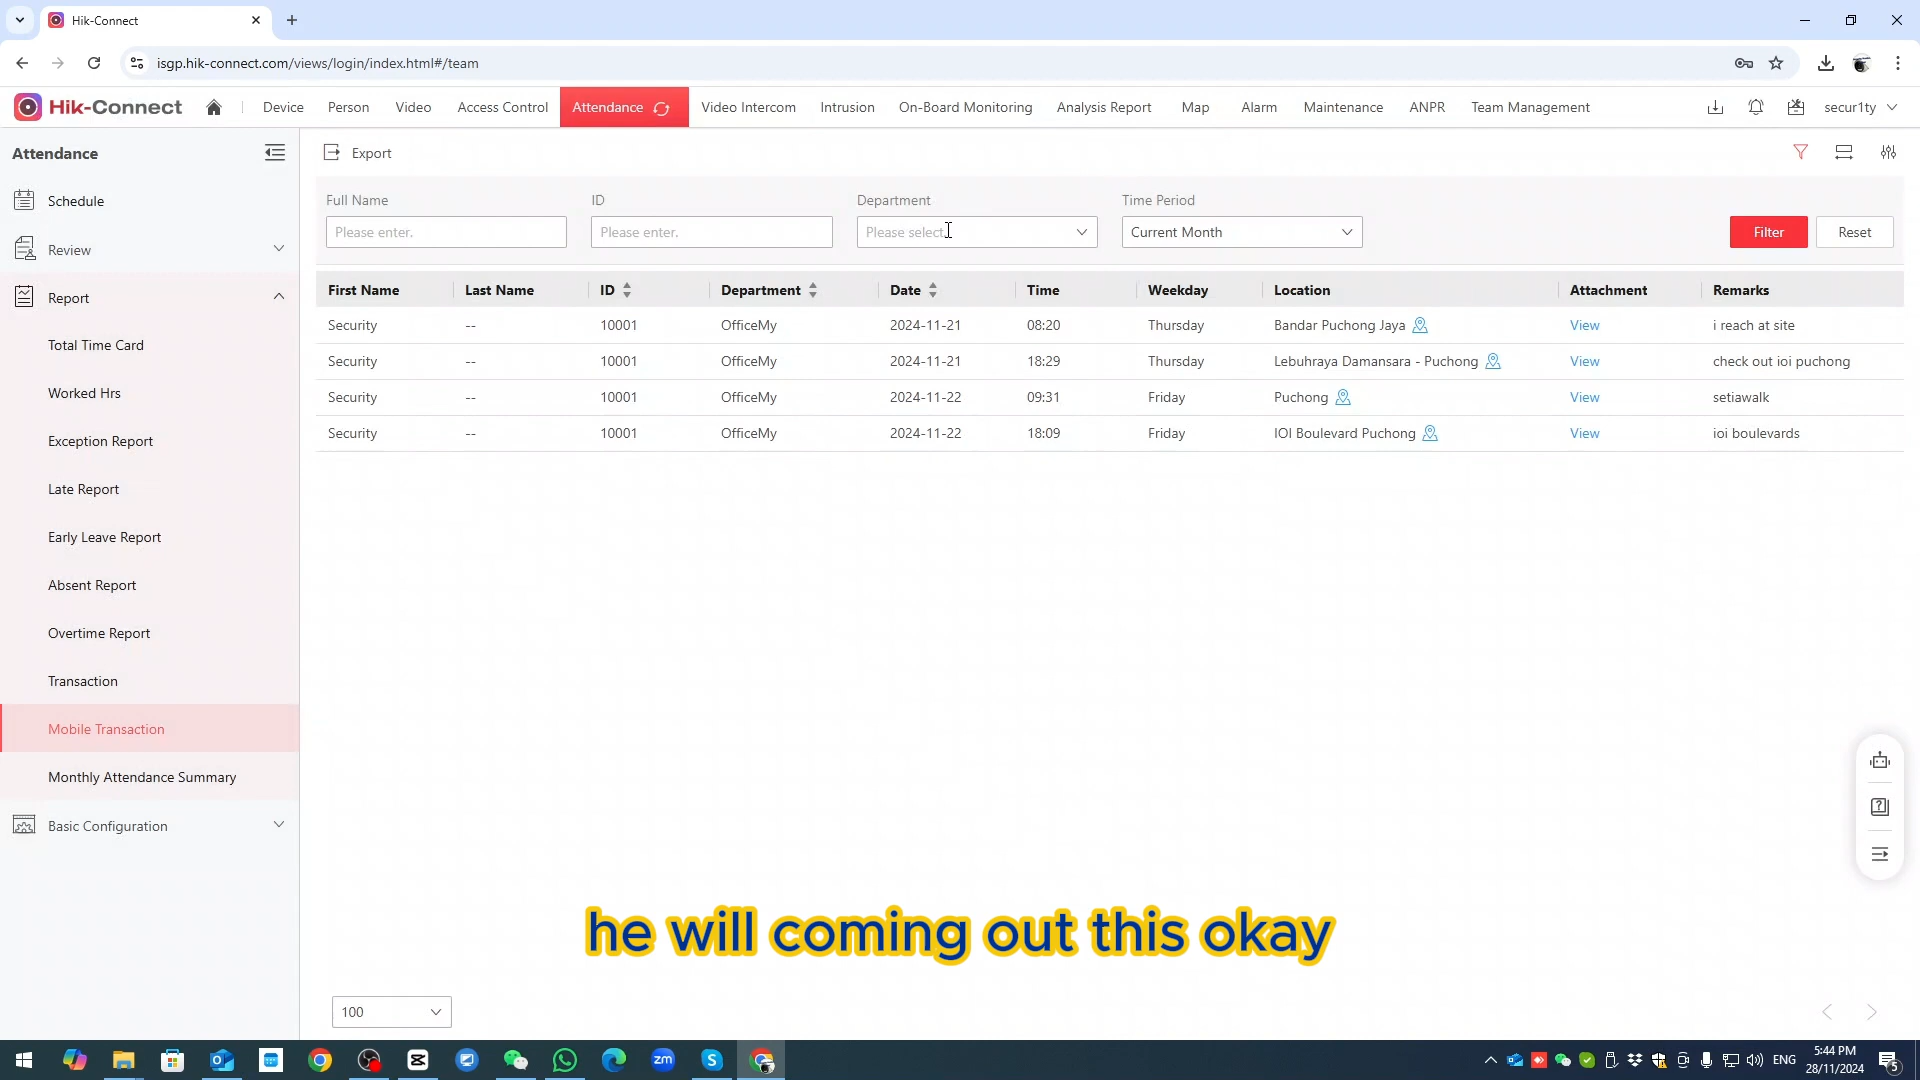 Hik-Connect
isgp.hik-connect.com/views/login/index.html#/team
Hik-Connect Device Person Video Access Control Attendance Video Intercom Intrusion On-Board Monitoring Analysis Report Map Alarm Maintenance ANPR Team Management secur1ty
Attendance
Schedule
Review
Report
Total Time Card
Worked Hrs
Exception Report
Late Report
Early Leave Report
Absent Report
Overtime Report
Transaction
Mobile Transaction
Monthly Attendance Summary
Basic Configuration
Export
Full Name ID Department Time Period
Please enter. Please enter. Please select. Current Month Filter Reset
First Name Last Name ID Department Date Time Weekday Location Attachment Remarks
Security -- 10001 OfficeMy 2024-11-21 08:20 Thursday Bandar Puchong Jaya View i reach at site
Security -- 10001 OfficeMy 2024-11-21 18:29 Thursday Lebuhraya Damansara - Puchong View check out ioi puchong
Security -- 10001 OfficeMy 2024-11-22 09:31 Friday Puchong View setiawalk
Security -- 10001 OfficeMy 2024-11-22 18:09 Friday IOI Boulevard Puchong View ioi boulevards
he will coming out this okay
100
zm S ENG 5:44 PM
28/11/2024 5